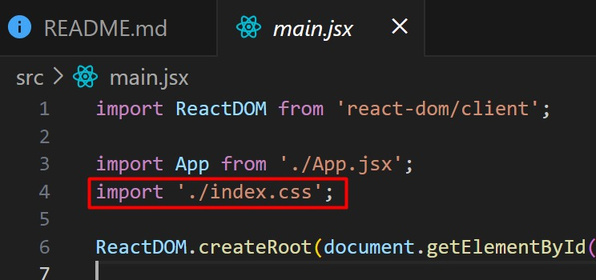 README.md main.jsx
src > main.jsx
1 import ReactDOM from 'react-dom/client';
2
3 import App from './App.jsx';
4 import './index.css';
5
6 ReactDOM.createRoot(document.getElementById(
7